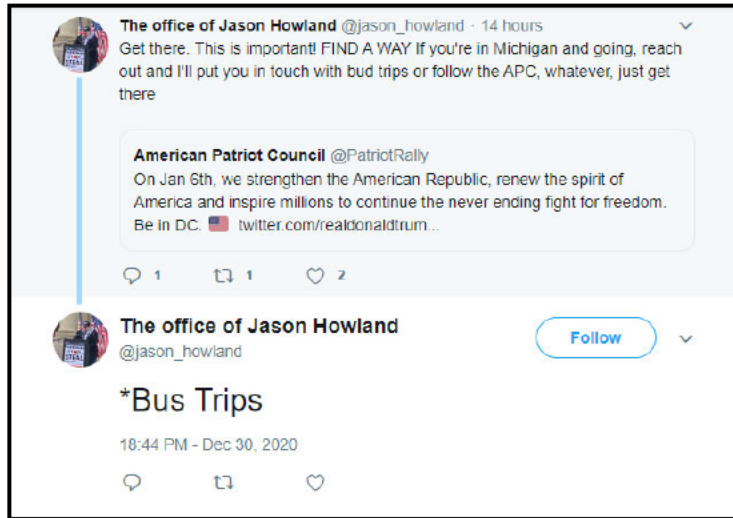 The office of Jason Howland @jason_howland · 14 hours
Get there. This is important! FIND A WAY If you're in Michigan and going, reach
out and I'll put you in touch with bud trips or follow the APC, whatever, just get
there
American Patriot Council @PatriotRally
On Jan 6th, we strengthen the American Republic, renew the spirit of
America and inspire millions to continue the never ending fight for freedom.
Be in DC. 🇺🇸 twitter.com/realdonaldtrum...
1 1 2
The office of Jason Howland
@jason_howland
Follow
*Bus Trips
18:44 PM - Dec 30, 2020